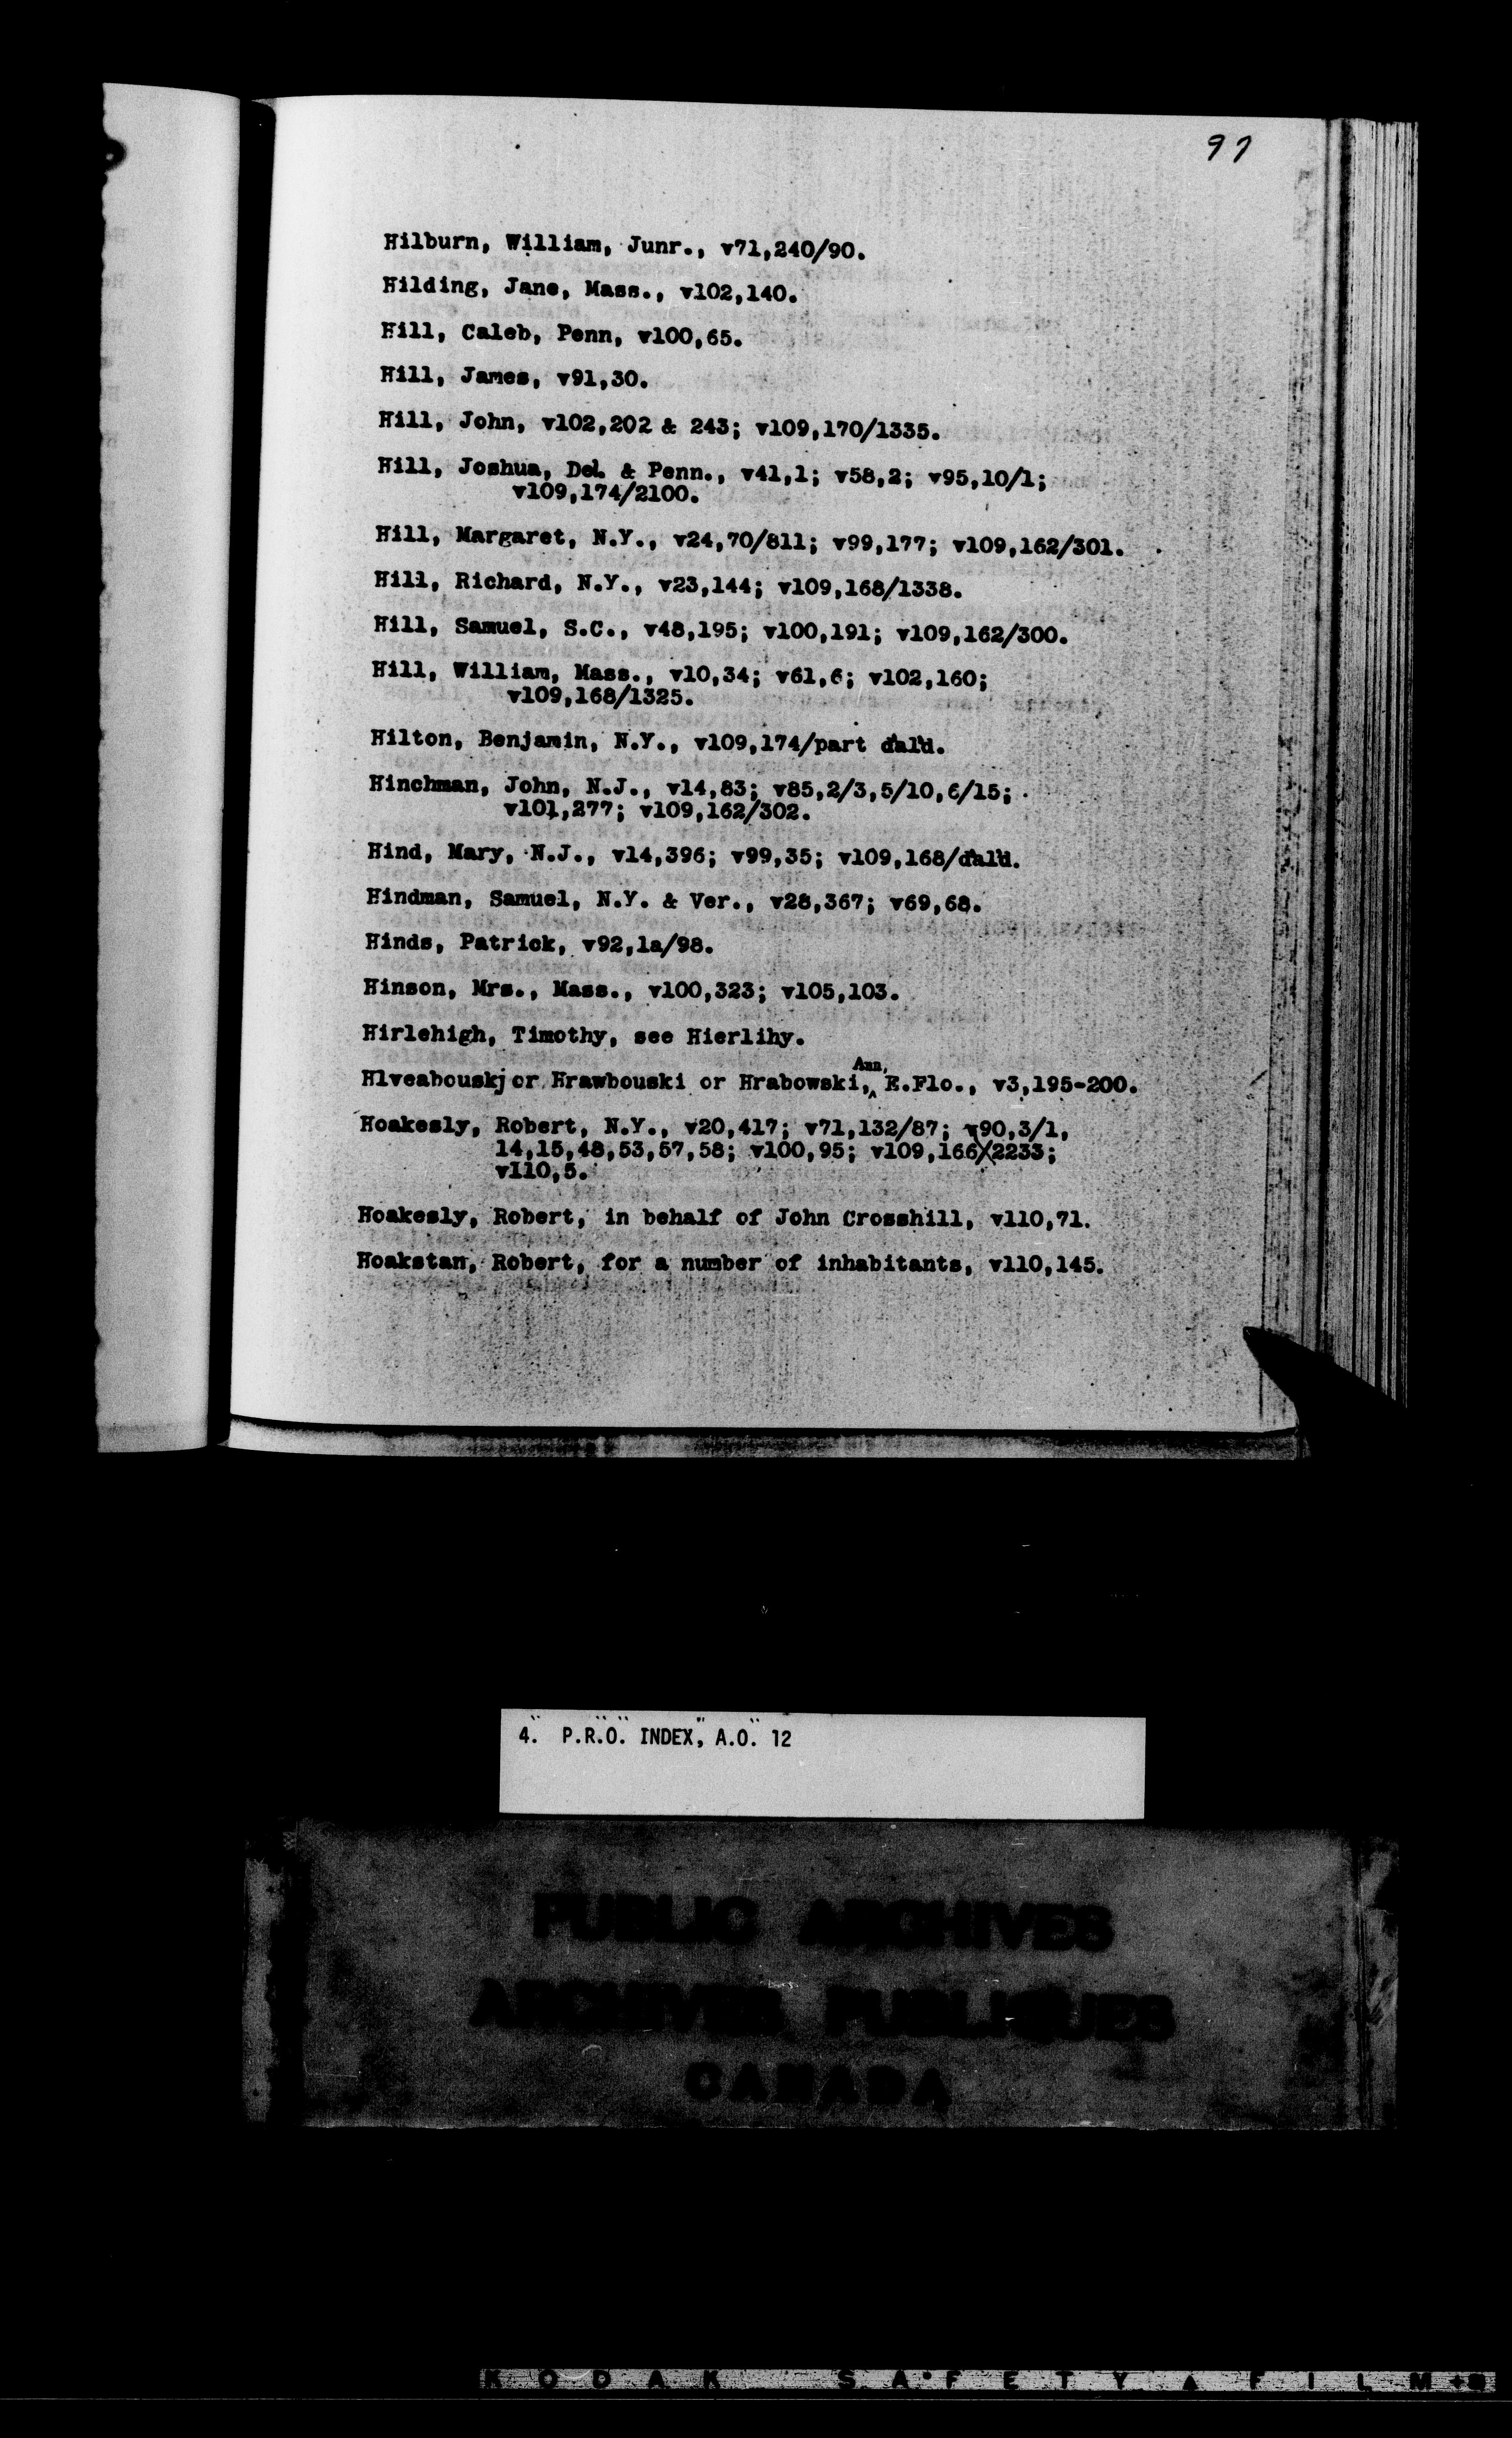 97
Hilburn, William, Junr., v71,240/90.
Hilding, Jane, Mass., v102,140.
Hill, Caleb, Penn, v100,65.
Hill, James, v91,30.
Hill, John, v102,202 & 243; v109,170/1335.
Hill, Joshua, Del. & Penn., v41,1; v58,2; v95,10/1;
v109,174/2100.
Hill, Margaret, N.Y., v24,70/811; v99,177; v109,162/301.
Hill, Richard, N.Y., v23,144; v109,168/1338.
Hill, Samuel, S.C., v48,195; v100,191; v109,162/300.
Hill, William, Mass., v10,34; v61,6; v102,160;
v109,168/1325.
Hilton, Benjamin, N.Y., v109,174/part dald.
Hinchman, John, N.J., v14,83; v85,2/3,5/10,6/15;
v101,277; v109,162/302.
Hind, Mary, N.J., v14,396; v99,35; v109,168/dald.
Hindman, Samuel, N.Y. & Ver., v28,367; v69,68.
Hinds, Patrick, v92,1a/98.
Hinson, Mrs., Mass., v100,323; v105,103.
Hirlehigh, Timothy, see Hierlihy.
Hlveabouskj or Hrawbouski or Hrabowski, Ann, E.Flo., v3,195-200.
Hoakesly, Robert, N.Y., v20,417; v71,132/87; v90,3/1,
14,15,48,53,57,58; v100,95; v109,166/2233;
v110,5.
Hoakesly, Robert, in behalf of John Crosshill, v110,71.
Hoakstan, Robert, for a number of inhabitants, v110,145.
4. P.R.O. INDEX, A.O. 12
PUBLIC ARCHIVES
ARCHIVES PUBLIQUES
CANADA
KODAK SAFETY FILM